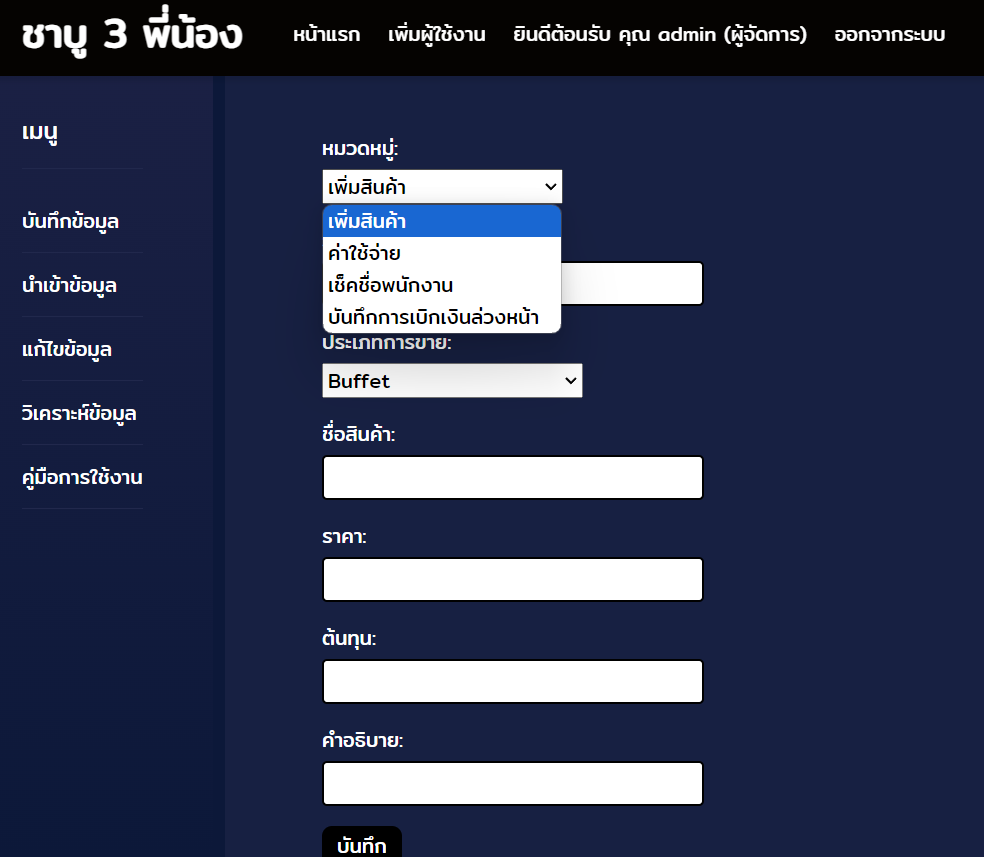 ชาบู 3 พี่น้อง
หน้าแรก เพิ่มผู้ใช้งาน ยินดีต้อนรับ คุณ admin (ผู้จัดการ) ออกจากระบบ
เมนู
บันทึกข้อมูล
นำเข้าข้อมูล
แก้ไขข้อมูล
วิเคราะห์ข้อมูล
คู่มือการใช้งาน
หมวดหมู่:
เพิ่มสินค้า
เพิ่มสินค้า
ค่าใช้จ่าย
เช็คชื่อพนักงาน
บันทึกการเบิกเงินล่วงหน้า
ประเภทการขาย:
Buffet
ชื่อสินค้า:
ราคา:
ต้นทุน:
คำอธิบาย:
บันทึก